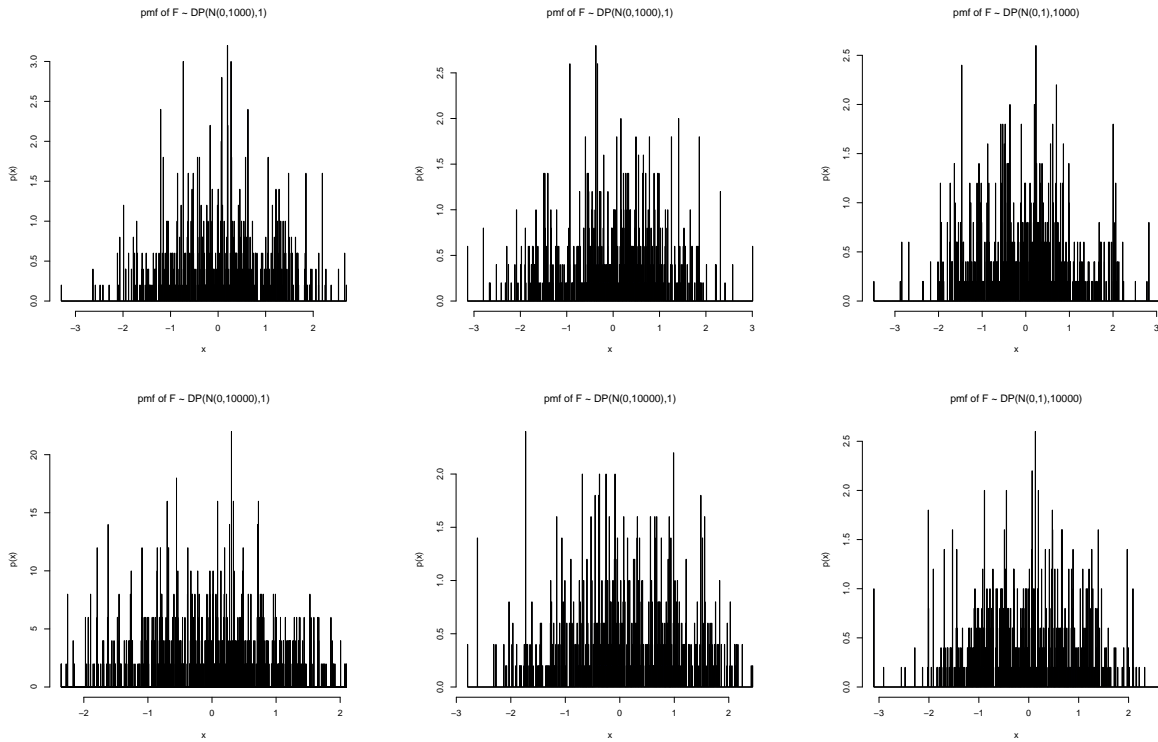 pmf of F ~ DP(N(0,1000),1)
p(x)
0.0 0.5 1.0 1.5 2.0 2.5 3.0
−3 −2 −1 0 1 2
x
pmf of F ~ DP(N(0,1000),1)
p(x)
0.0 0.5 1.0 1.5 2.0 2.5
−3 −2 −1 0 1 2 3
x
pmf of F ~ DP(N(0,1),1000)
p(x)
0.0 0.5 1.0 1.5 2.0 2.5
−3 −2 −1 0 1 2 3
x
pmf of F ~ DP(N(0,10000),1)
p(x)
0 5 10 15 20
−2 −1 0 1 2
x
pmf of F ~ DP(N(0,10000),1)
p(x)
0.0 0.5 1.0 1.5 2.0
−3 −2 −1 0 1 2
x
pmf of F ~ DP(N(0,1),10000)
p(x)
0.0 0.5 1.0 1.5 2.0 2.5
−3 −2 −1 0 1 2
x